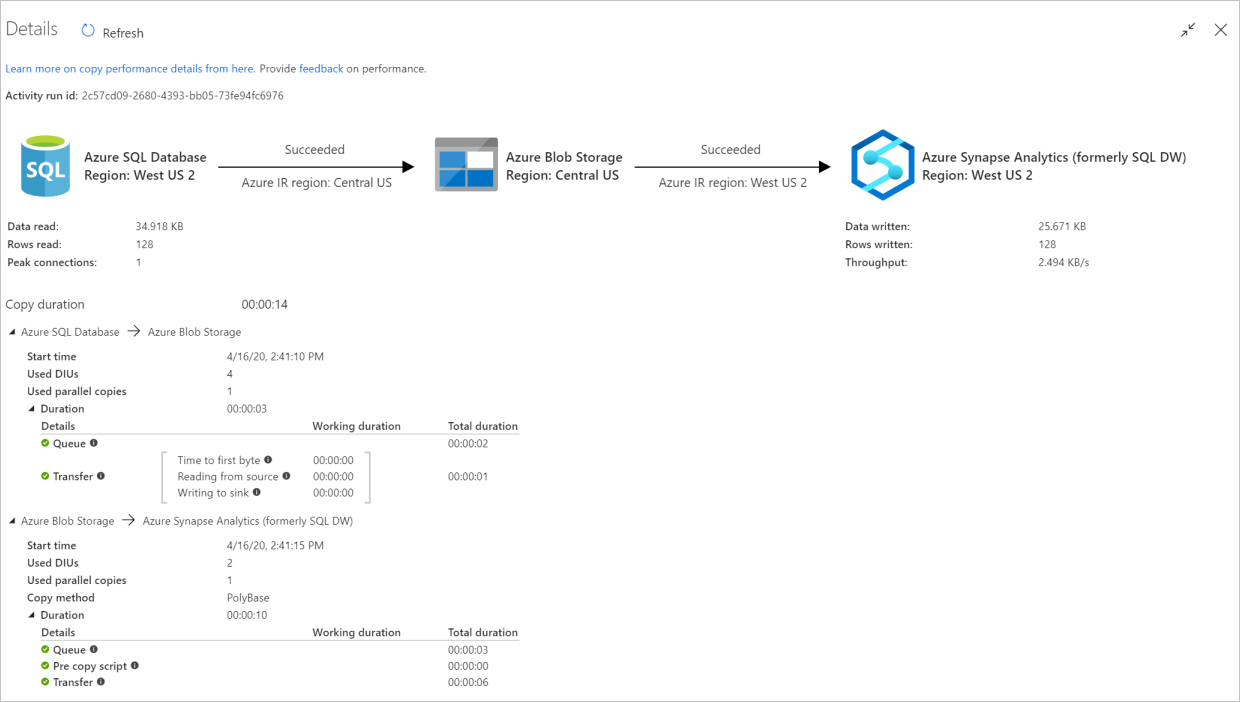 Details Refresh
Learn more on copy performance details from here. Provide feedback on performance.
Activity run id: 2c57cd09-2680-4393-bb05-73fe94fc6976
SQL
Azure SQL Database
Region: West US 2
Succeeded
Azure IR region: Central US
Azure Blob Storage
Region: Central US
Succeeded
Azure IR region: West US 2
Azure Synapse Analytics (formerly SQL DW)
Region: West US 2
Data read: 34.918 KB
Rows read: 128
Peak connections: 1
Data written: 25.671 KB
Rows written: 128
Throughput: 2.494 KB/s
Copy duration 00:00:14
Azure SQL Database → Azure Blob Storage
Start time 4/16/20, 2:41:10 PM
Used DIUs 4
Used parallel copies 1
Duration 00:00:03
Details Working duration Total duration
Queue 00:00:02
Time to first byte 00:00:00
Transfer Reading from source 00:00:00 00:00:01
Writing to sink 00:00:00
Azure Blob Storage → Azure Synapse Analytics (formerly SQL DW)
Start time 4/16/20, 2:41:15 PM
Used DIUs 2
Used parallel copies 1
Copy method PolyBase
Duration 00:00:10
Details Working duration Total duration
Queue 00:00:03
Pre copy script 00:00:00
Transfer 00:00:06